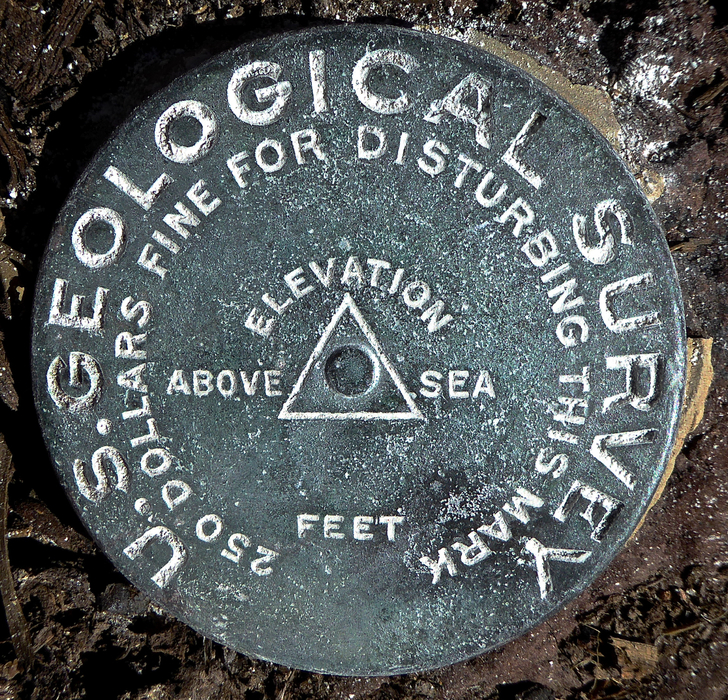 U.S. GEOLOGICAL SURVEY
250 DOLLARS FINE FOR DISTURBING THIS MARK
ELEVATION
ABOVE SEA
FEET